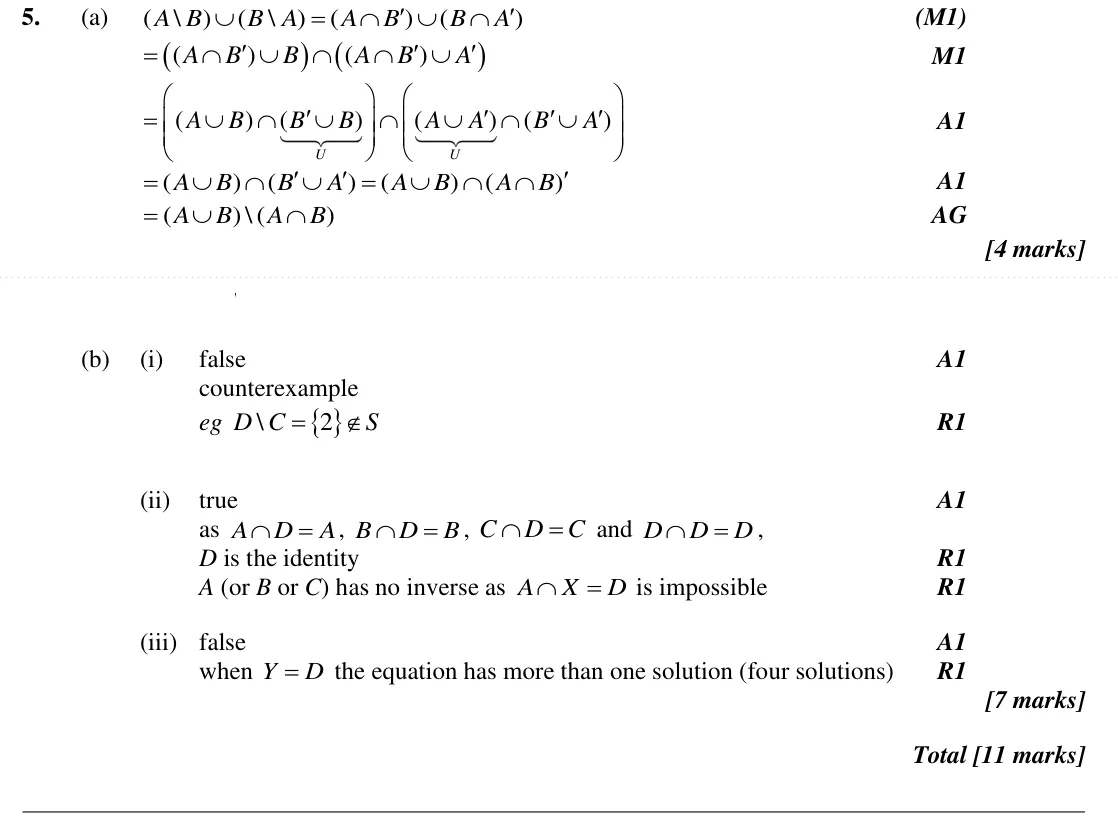 5. (a) (A \ B) ∪ (B \ A) = (A ∩ B′) ∪ (B ∩ A′) (M1)
= ((A ∩ B′) ∪ B) ∩ ((A ∩ B′) ∪ A′) M1
= ((A ∪ B) ∩ (B′ ∪ B)) ∩ ((A ∪ A′) ∩ (B′ ∪ A′)) A1
U U
= (A ∪ B) ∩ (B′ ∪ A′) = (A ∪ B) ∩ (A ∩ B)′ A1
= (A ∪ B) \ (A ∩ B) AG
[4 marks]
(b) (i) false A1
counterexample
eg D \ C = {2} ∉ S R1
(ii) true A1
as A ∩ D = A, B ∩ D = B, C ∩ D = C and D ∩ D = D,
D is the identity R1
A (or B or C) has no inverse as A ∩ X = D is impossible R1
(iii) false A1
when Y = D the equation has more than one solution (four solutions) R1
[7 marks]
Total [11 marks]